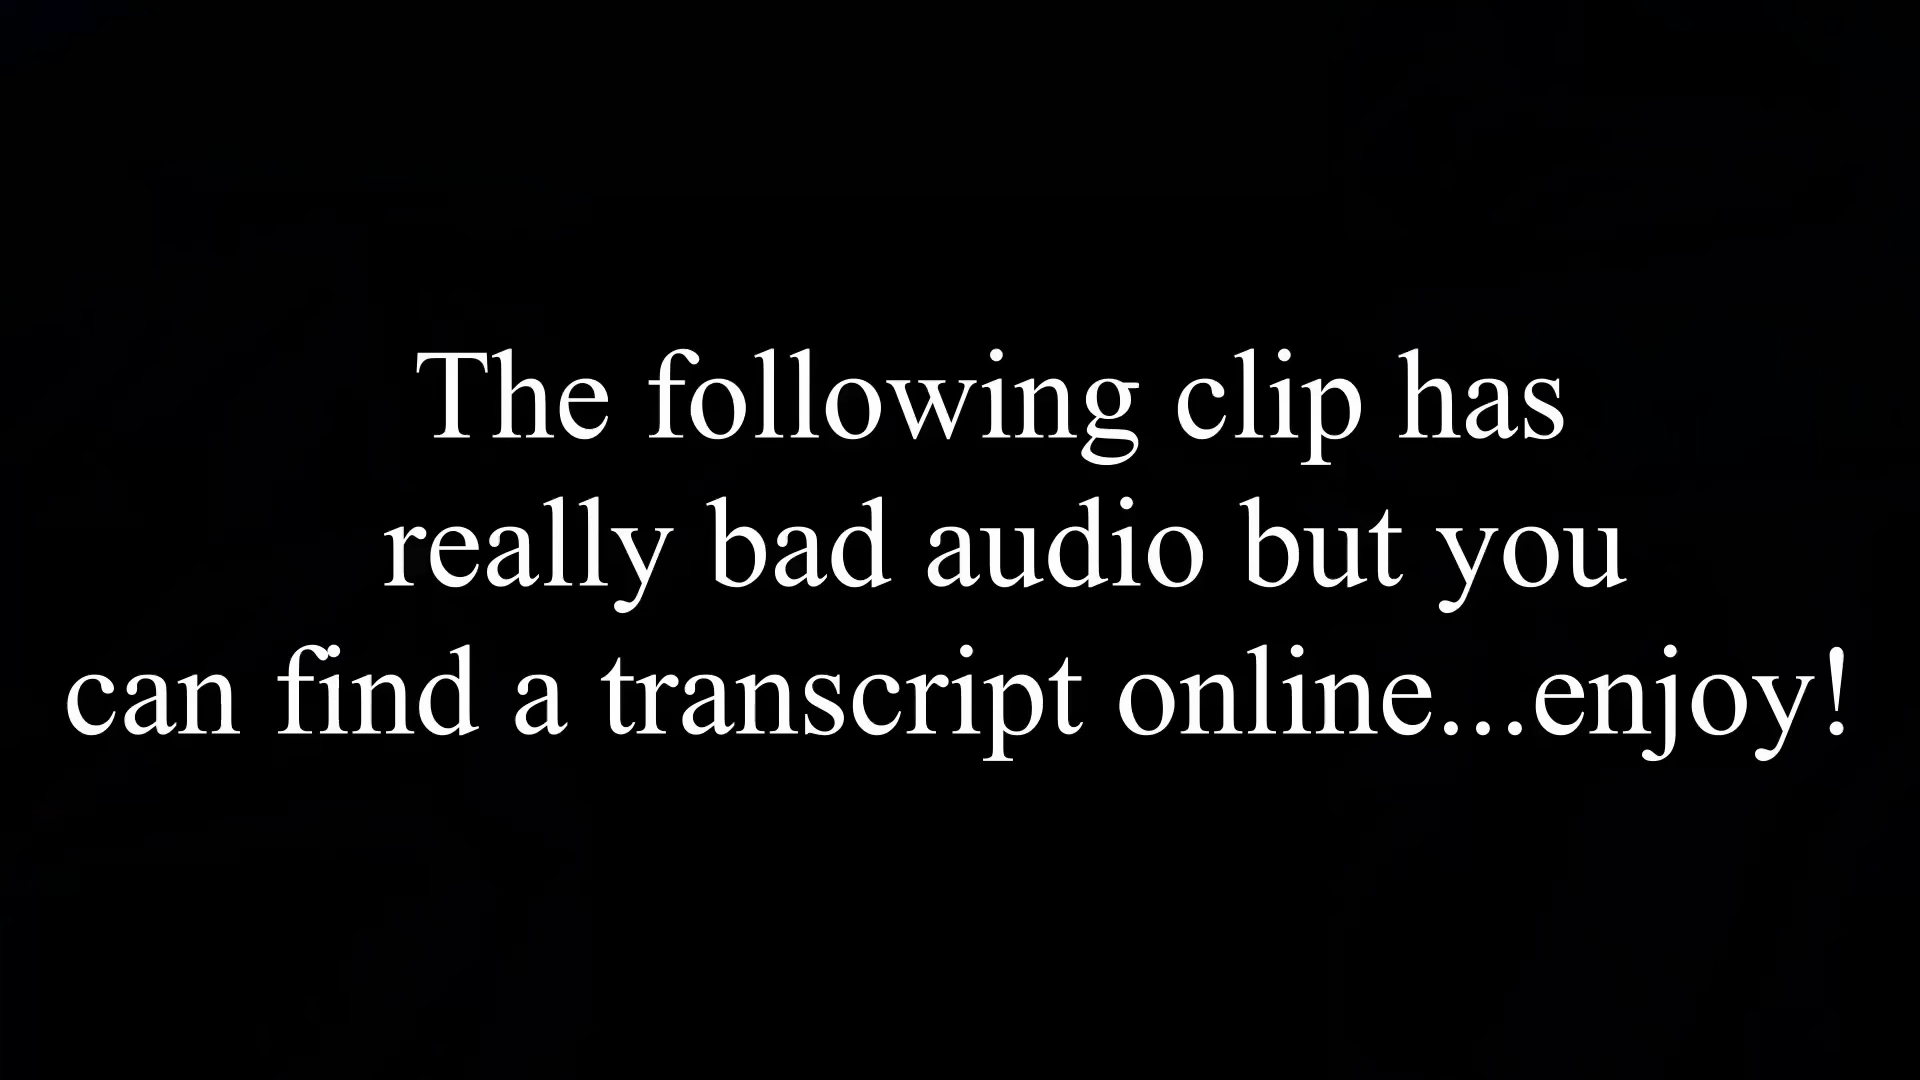 The following clip has
really bad audio but you
can find a transcript online...enjoy!